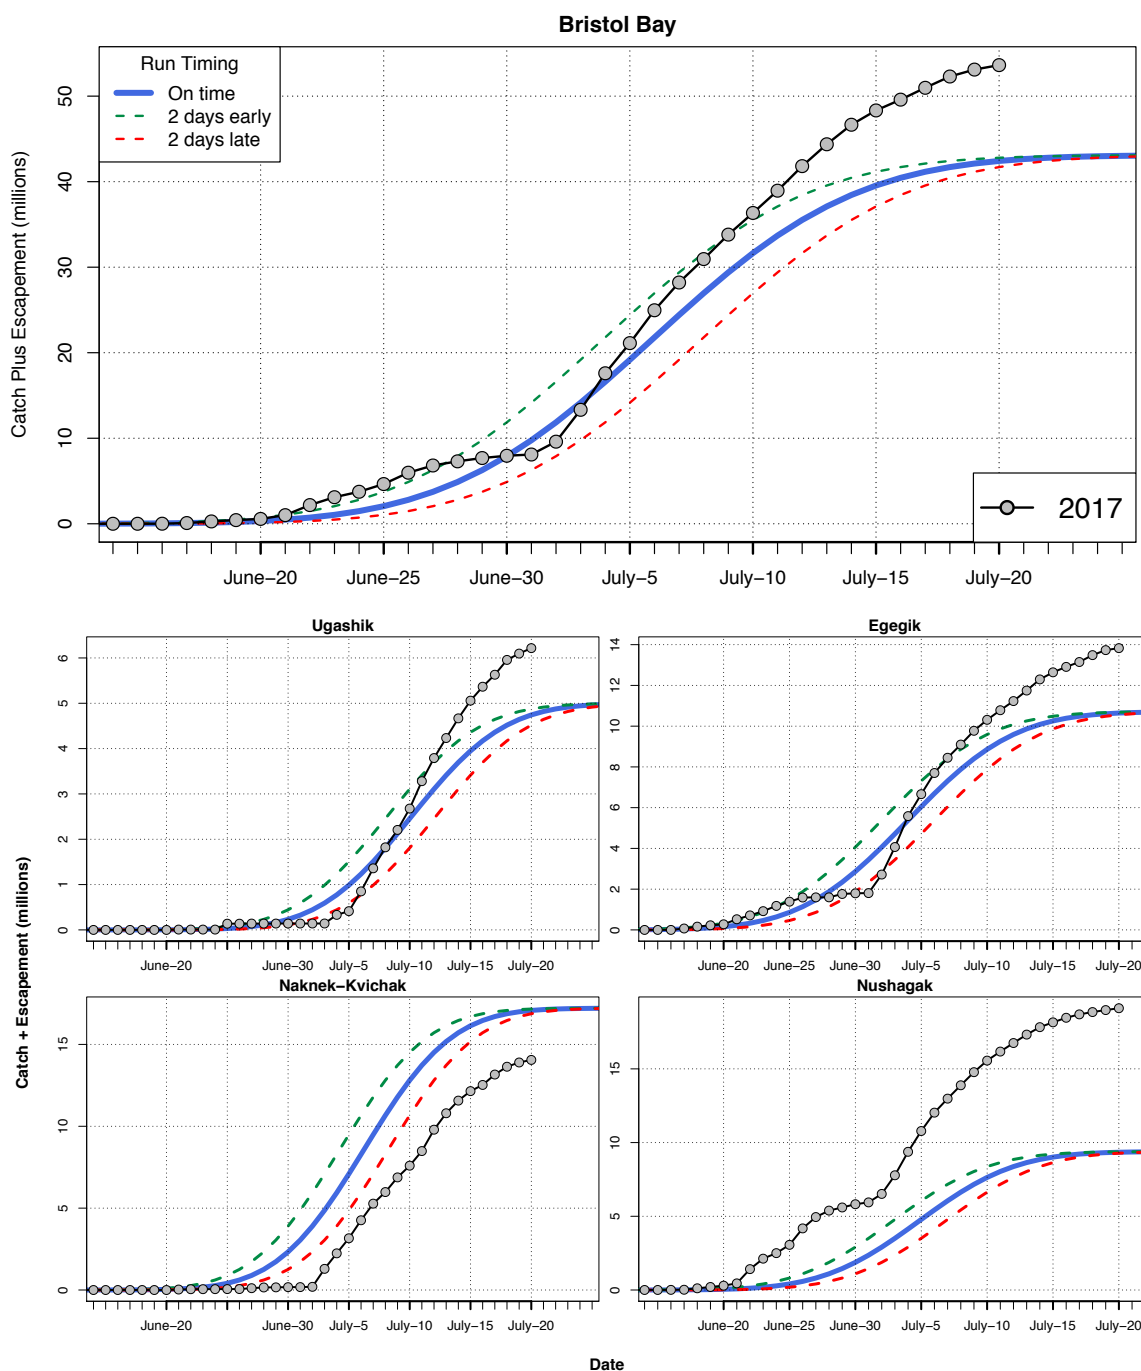 Bristol Bay
Run Timing
On time
2 days early
2 days late
Catch Plus Escapement (millions)
50
40
30
20
10
0
2017
June−20 June−25 June−30 July−5 July−10 July−15 July−20
Ugashik
6
5
4
3
2
1
0
June−20 June−30 July−5 July−10 July−15 July−20
Egegik
14
12
10
8
6
4
2
0
June−20 June−25 June−30 July−5 July−10 July−15 July−20
Catch + Escapement (millions)
Naknek−Kvichak
15
10
5
0
June−20 June−30 July−5 July−10 July−15 July−20
Nushagak
15
10
5
0
June−20 June−25 June−30 July−5 July−10 July−15 July−20
Date